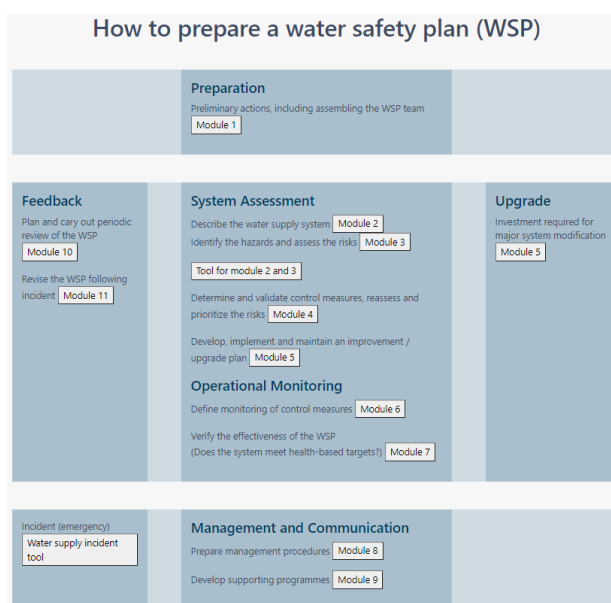 How to prepare a water safety plan (WSP)
Preparation
Preliminary actions, including assembling the WSP team
Module 1
Feedback
Plan and cary out periodic
review of the WSP
Module 10
Revise the WSP following
incident Module 11
System Assessment
Describe the water supply system Module 2
Identify the hazards and assess the risks Module 3
Tool for module 2 and 3
Determine and validate control measures, reassess and
prioritize the risks Module 4
Develop, implement and maintain an improvement /
upgrade plan Module 5
Operational Monitoring
Define monitoring of control measures Module 6
Verify the effectiveness of the WSP
(Does the system meet health-based targets?) Module 7
Upgrade
Investment required for
major system modification
Module 5
Incident (emergency)
Water supply incident
tool
Management and Communication
Prepare management procedures Module 8
Develop supporting programmes Module 9